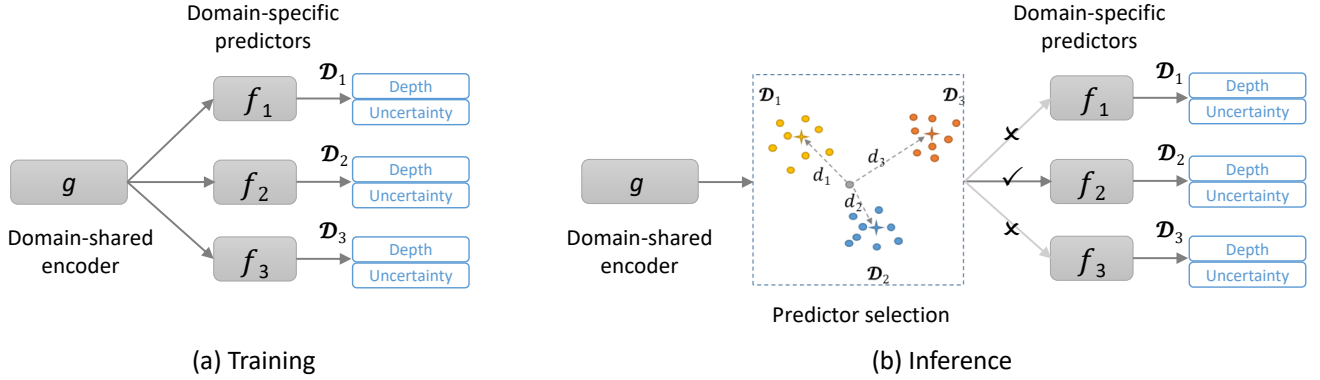 Domain-specific
predictors
𝓓₁
f₁
Depth
Uncertainty
g
𝓓₂
f₂
Depth
Uncertainty
Domain-shared
encoder
𝓓₃
f₃
Depth
Uncertainty
(a) Training
g
Domain-shared
encoder
𝓓₁
𝓓₃
d₁
d₃
d₂
𝓓₂
Predictor selection
Domain-specific
predictors
𝓓₁
f₁
Depth
Uncertainty
𝓓₂
f₂
Depth
Uncertainty
𝓓₃
f₃
Depth
Uncertainty
(b) Inference